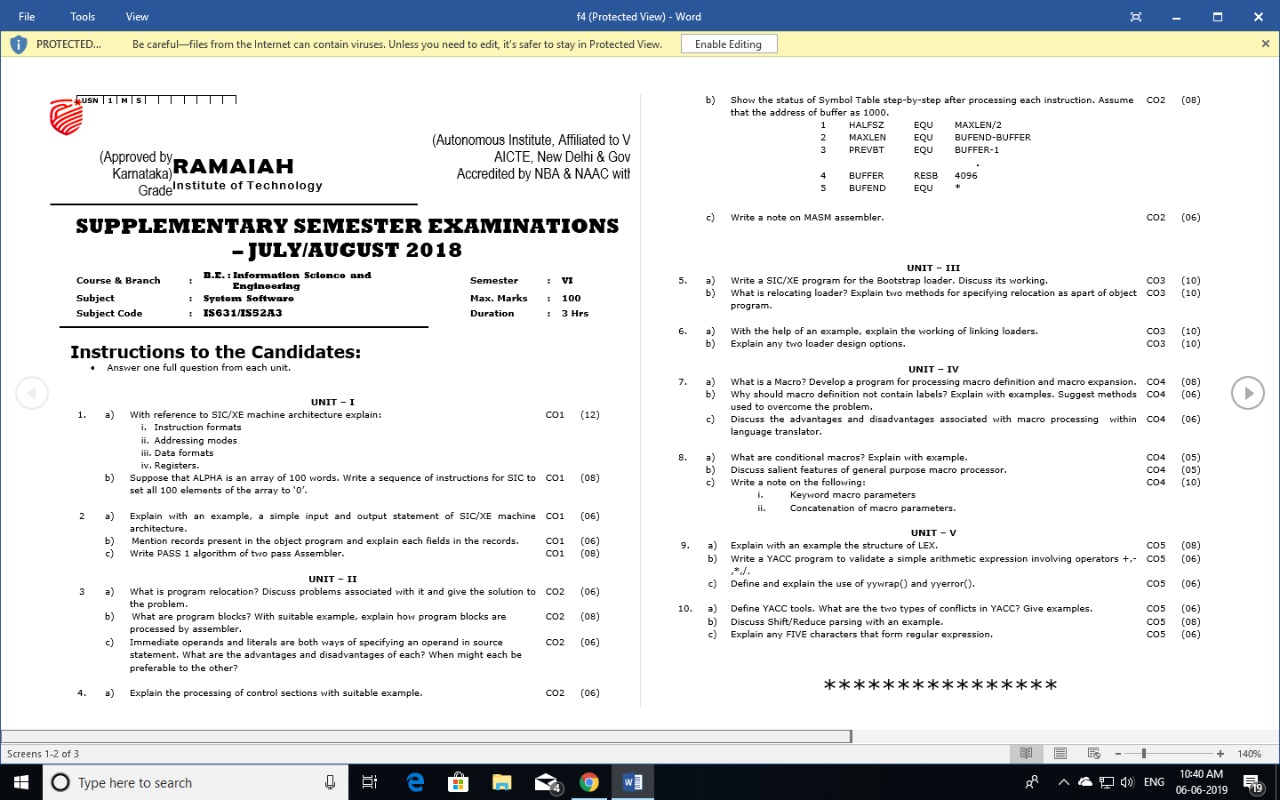 File Tools View f4 (Protected View) - Word
PROTECTED... Be careful—files from the Internet can contain viruses. Unless you need to edit, it's safer to stay in Protected View. Enable Editing
USN 1 M S
(Autonomous Institute, Affiliated to V
(Approved by RAMAIAH AICTE, New Delhi & Gov
Karnataka) Institute of Technology Accredited by NBA & NAAC with
Grade
SUPPLEMENTARY SEMESTER EXAMINATIONS
– JULY/AUGUST 2018
Course & Branch : B.E. : Information Science and Engineering Semester : VI
Subject : System Software Max. Marks : 100
Subject Code : IS631/IS52A3 Duration : 3 Hrs
Instructions to the Candidates:
• Answer one full question from each unit.
UNIT – I
1. a) With reference to SIC/XE machine architecture explain: CO1 (12)
i. Instruction formats
ii. Addressing modes
iii. Data formats
iv. Registers.
b) Suppose that ALPHA is an array of 100 words. Write a sequence of instructions for SIC to CO1 (08)
set all 100 elements of the array to ‘0’.
2 a) Explain with an example, a simple input and output statement of SIC/XE machine CO1 (06)
architecture.
b) Mention records present in the object program and explain each fields in the records. CO1 (06)
c) Write PASS 1 algorithm of two pass Assembler. CO1 (08)
UNIT – II
3 a) What is program relocation? Discuss problems associated with it and give the solution to CO2 (06)
the problem.
b) What are program blocks? With suitable example, explain how program blocks are CO2 (08)
processed by assembler.
c) Immediate operands and literals are both ways of specifying an operand in source CO2 (06)
statement. What are the advantages and disadvantages of each? When might each be
preferable to the other?
4. a) Explain the processing of control sections with suitable example. CO2 (06)
b) Show the status of Symbol Table step-by-step after processing each instruction. Assume CO2 (08)
that the address of buffer as 1000.
1 HALFSZ EQU MAXLEN/2
2 MAXLEN EQU BUFEND-BUFFER
3 PREVBT EQU BUFFER-1
.
4 BUFFER RESB 4096
5 BUFEND EQU *
c) Write a note on MASM assembler. CO2 (06)
UNIT – III
5. a) Write a SIC/XE program for the Bootstrap loader. Discuss its working. CO3 (10)
b) What is relocating loader? Explain two methods for specifying relocation as apart of object CO3 (10)
program.
6. a) With the help of an example, explain the working of linking loaders. CO3 (10)
b) Explain any two loader design options. CO3 (10)
UNIT – IV
7. a) What is a Macro? Develop a program for processing macro definition and macro expansion. CO4 (08)
b) Why should macro definition not contain labels? Explain with examples. Suggest methods CO4 (06)
used to overcome the problem.
c) Discuss the advantages and disadvantages associated with macro processing within CO4 (06)
language translator.
8. a) What are conditional macros? Explain with example. CO4 (05)
b) Discuss salient features of general purpose macro processor. CO4 (05)
c) Write a note on the following: CO4 (10)
i. Keyword macro parameters
ii. Concatenation of macro parameters.
UNIT – V
9. a) Explain with an example the structure of LEX. CO5 (08)
b) Write a YACC program to validate a simple arithmetic expression involving operators +,- CO5 (06)
,*,/.
c) Define and explain the use of yywrap() and yyerror(). CO5 (06)
10. a) Define YACC tools. What are the two types of conflicts in YACC? Give examples. CO5 (06)
b) Discuss Shift/Reduce parsing with an example. CO5 (08)
c) Explain any FIVE characters that form regular expression. CO5 (06)
****************
Screens 1-2 of 3 140%
Type here to search 4 ENG 10:40 AM
06-06-2019 19